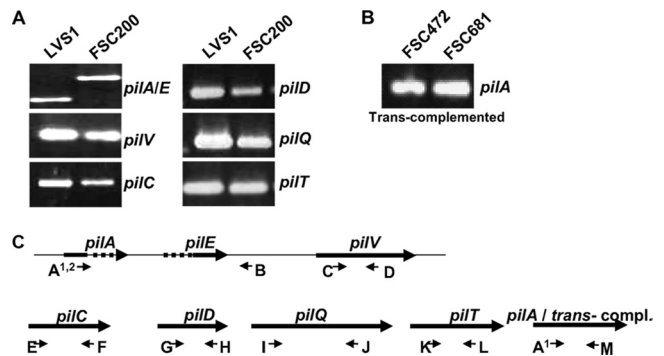 A
B
LVS1 FSC200 LVS1 FSC200
FSC472 FSC681
pilA/E pilD
pilA
Trans-complemented
pilV pilQ
pilC pilT
C
pilA pilE pilV
A1,2 B C D
pilC pilD pilQ pilT pilA / trans- compl.
E F G H I J K L A1 M